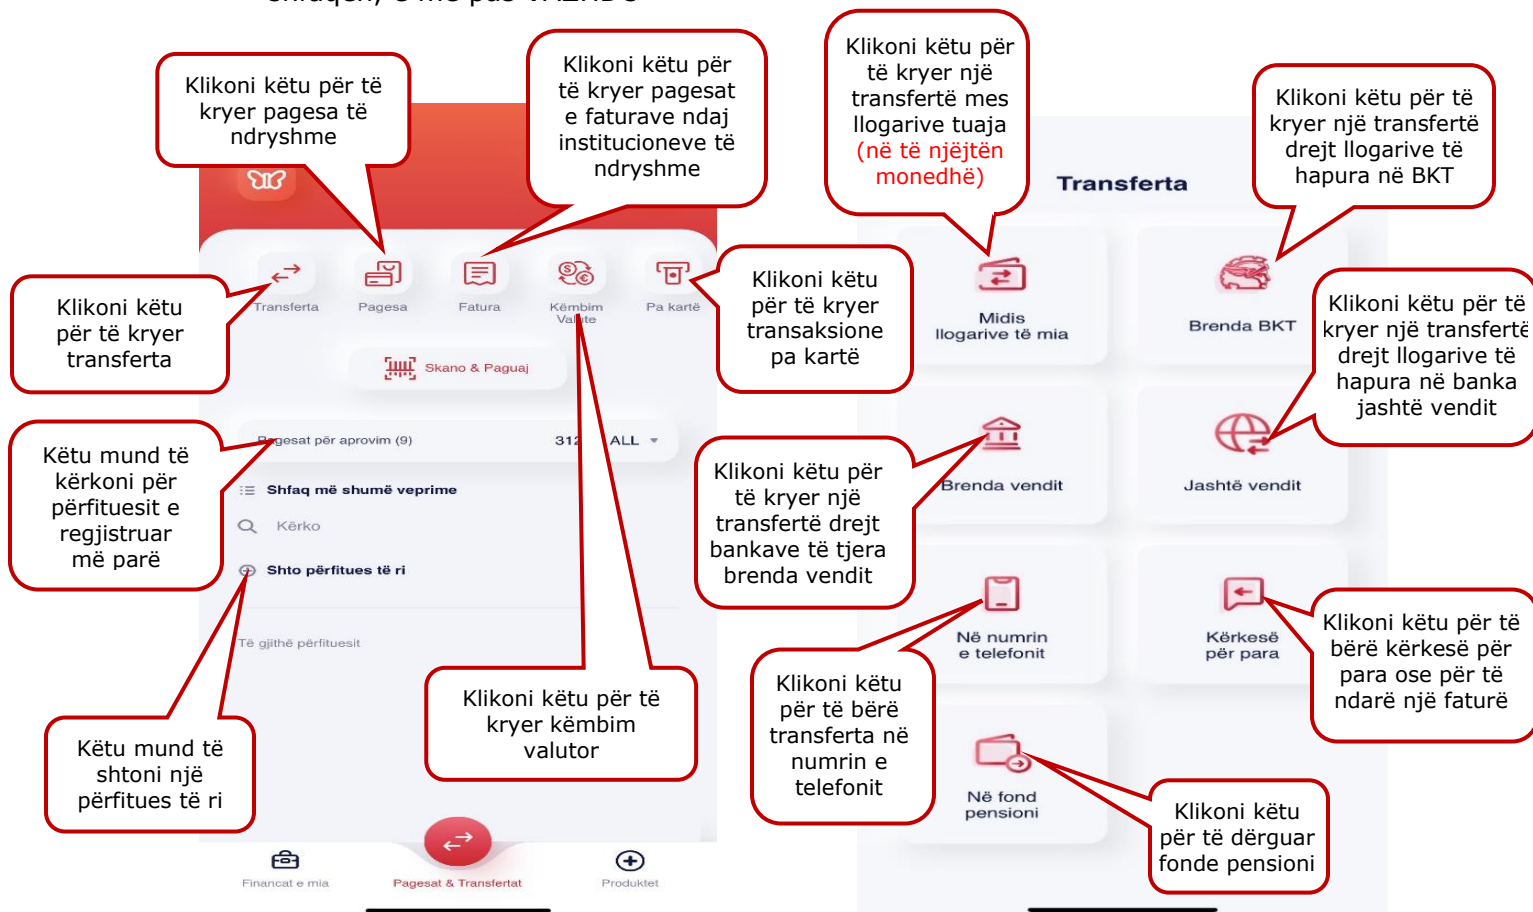 Klikoni këtu për të
kryer pagesa të
ndryshme
Klikoni këtu për
të kryer pagesat
e faturave ndaj
institucioneve të
ndryshme
Klikoni këtu
për të kryer
transferta
Transferta
Pagesa
Fatura
Këmbim
Pa kartë
Klikoni këtu
për të kryer
transaksione
pa kartë
Skano & Paguaj
Pagesat për aprovim (9)
ALL
Këtu mund të
kërkoni për
përfituesit e
regjistruar
më parë
Shfaq më shumë veprime
Kërko
Shto përfitues të ri
Të gjithë përfituesit
Klikoni këtu për të
kryer këmbim
valutor
Këtu mund të
shtoni një
përfitues të ri
Financat e mia
Pagesat & Transfertat
Produktet
Klikoni këtu për
të kryer një
transfertë mes
llogarive tuaja
(në të njëjtën
monedhë)
Transferta
Klikoni këtu për të
kryer një transfertë
drejt llogarive të
hapura në BKT
Midis
llogarive të mia
Brenda BKT
Klikoni këtu për të
kryer një transfertë
drejt llogarive të
hapura në banka
jashtë vendit
Klikoni këtu për
të kryer një
transfertë drejt
bankave të tjera
brenda vendit
Brenda vendit
Jashtë vendit
Në numrin
e telefonit
Kërkesë
për para
Klikoni këtu për të
bërë kërkesë për
para ose për të
ndarë një faturë
Klikoni këtu
për të bërë
transferta në
numrin e
telefonit
Në fond
pensioni
Klikoni këtu
për të dërguar
fonde pensioni